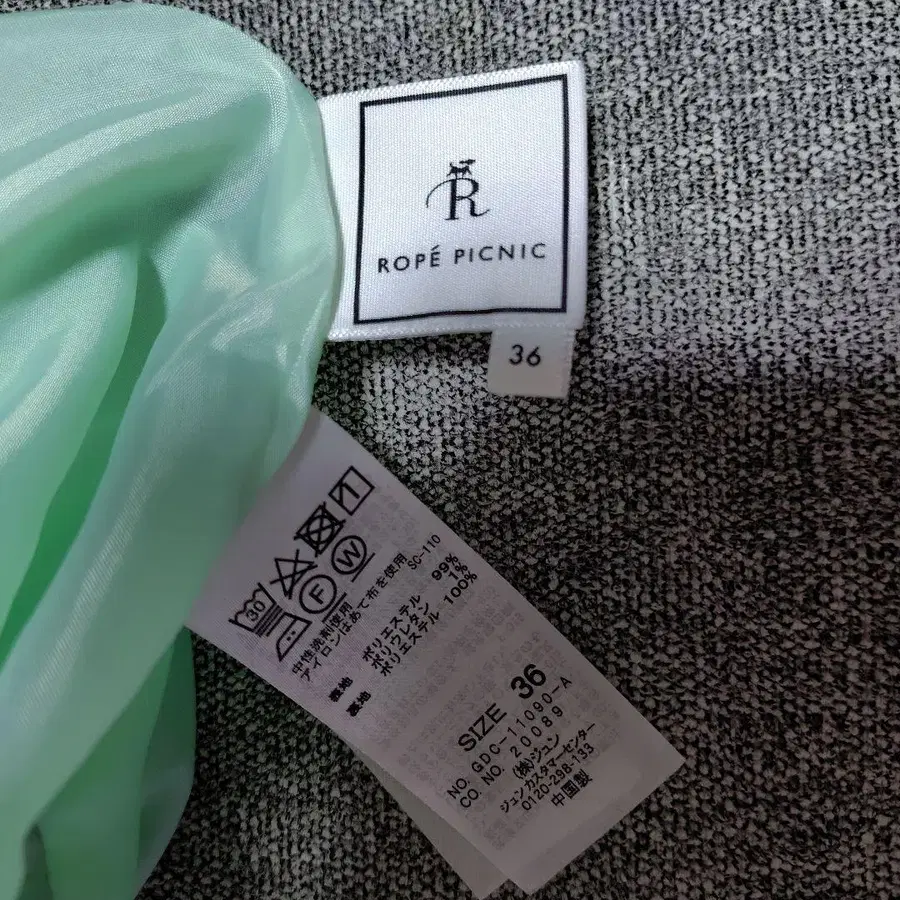 R
ROPÉ PICNIC
36
30
F W
中性洗剤使用
アイロンはあて布を使用
SG-110
表地 ポリエステル 99%
ポリウレタン 1%
裏地 ポリエステル 100%
SIZE 36
NO. GDC-11090-A
CO. NO. 20089
(株)ジュン
ジュンカスタマーセンター
0120-298-133
中国製